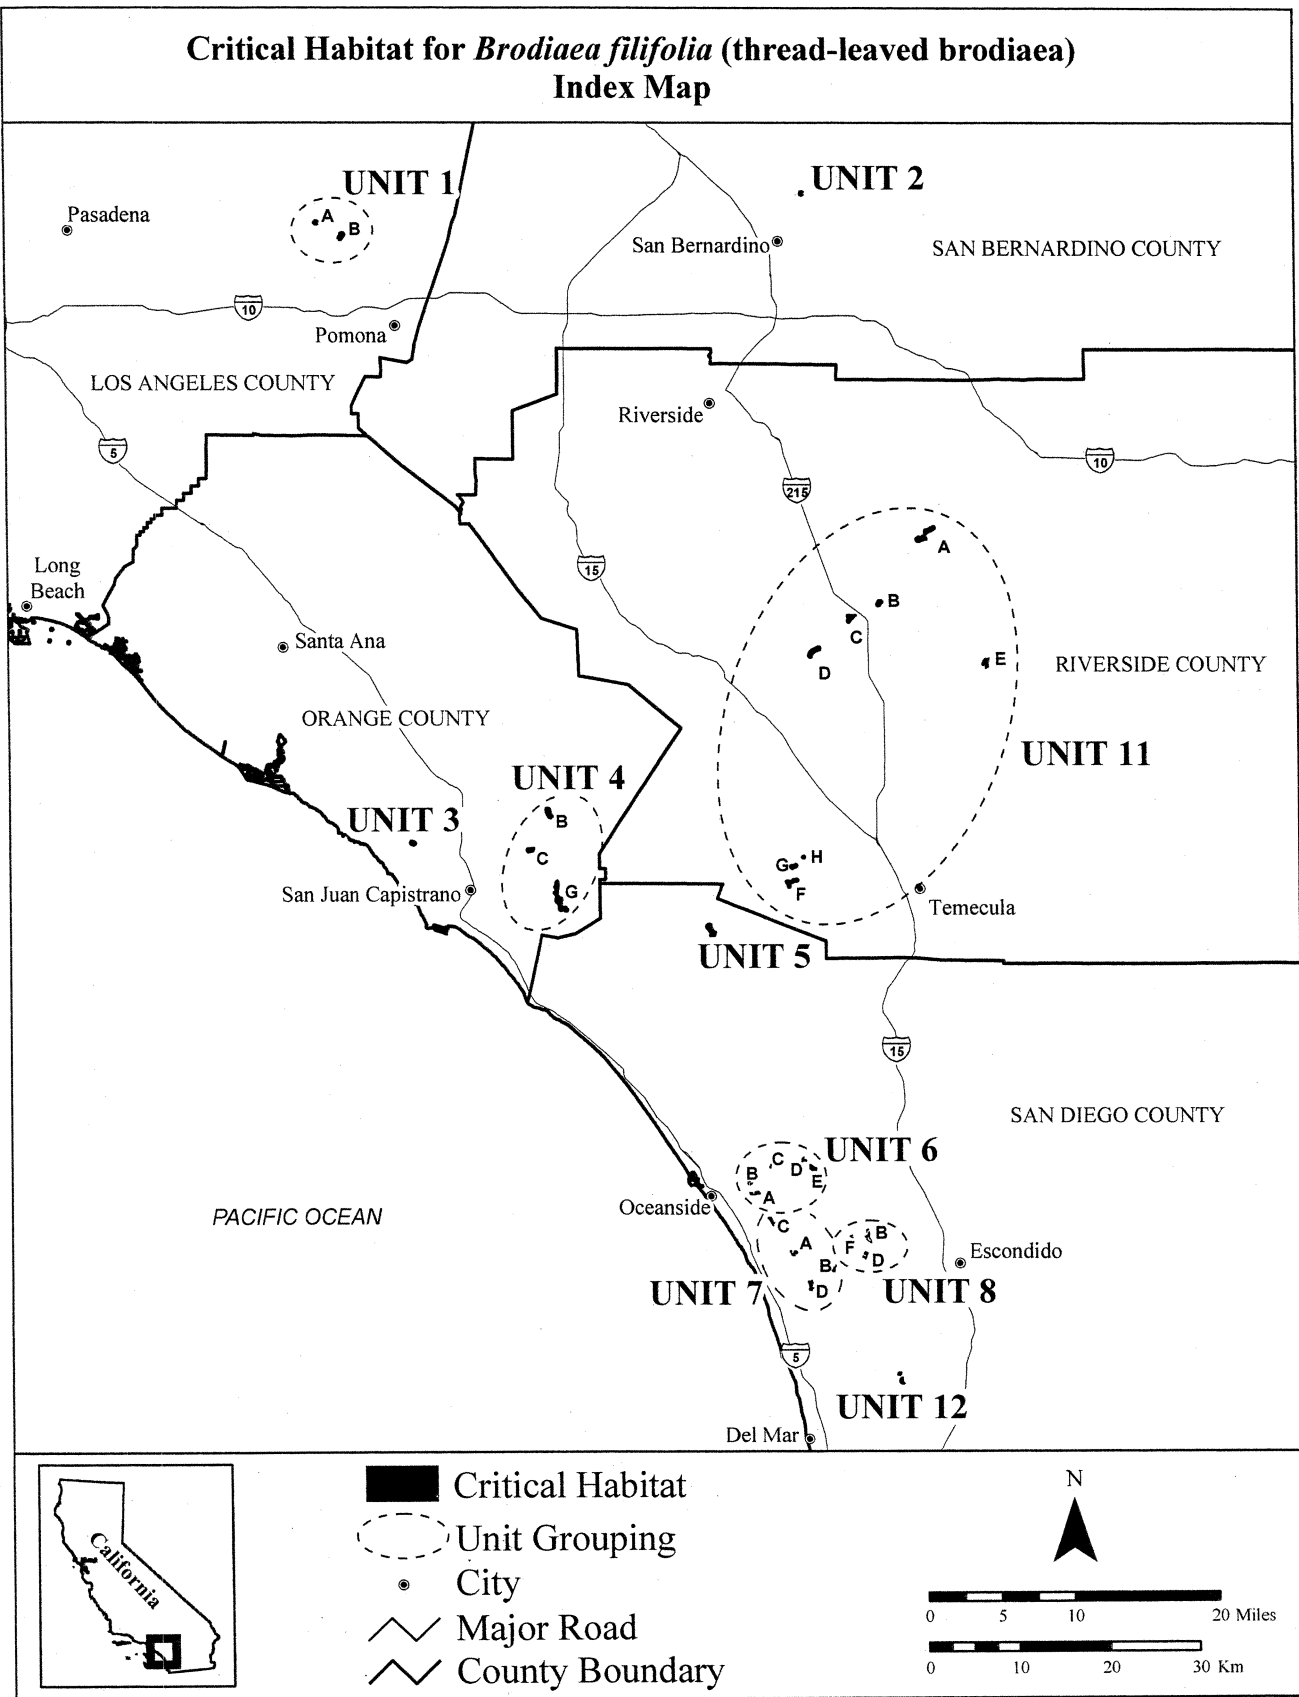 Critical Habitat for Brodiaea filifolia (thread-leaved brodiaea)
Index Map
UNIT 1
A
B
Pasadena
UNIT 2
San Bernardino
SAN BERNARDINO COUNTY
10
Pomona
LOS ANGELES COUNTY
Riverside
5
10
215
A
Long
Beach
15
B
C
Santa Ana
D
E
RIVERSIDE COUNTY
ORANGE COUNTY
UNIT 11
UNIT 4
B
UNIT 3
C
G
H
G
F
San Juan Capistrano
Temecula
UNIT 5
15
SAN DIEGO COUNTY
UNIT 6
C
D
B
E
A
Oceanside
PACIFIC OCEAN
C
A
B
F
B
D
D
Escondido
UNIT 7
UNIT 8
5
UNIT 12
Del Mar
California
Critical Habitat
Unit Grouping
City
Major Road
County Boundary
N
0 5 10 20 Miles
0 10 20 30 Km